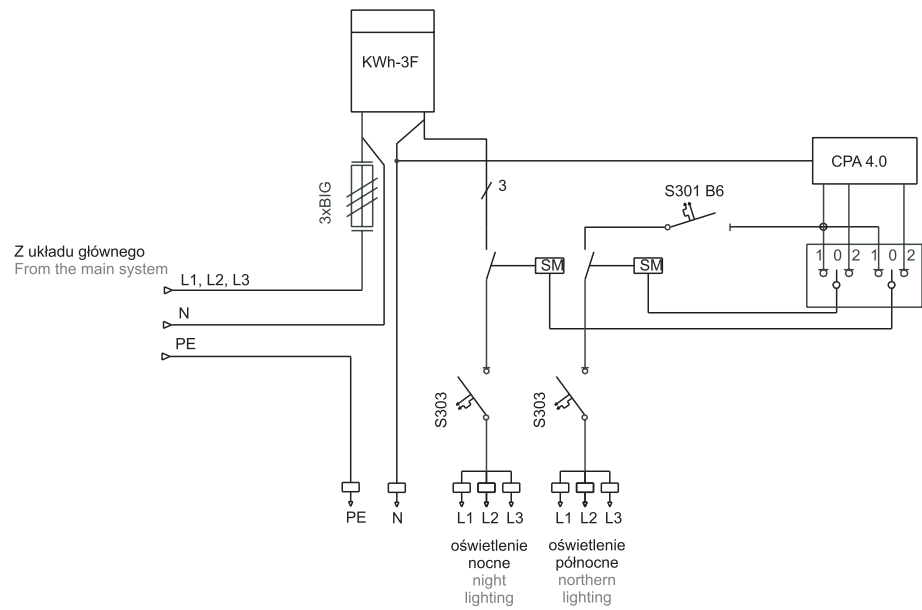 KWh-3F
CPA 4.0
3
S301 B6
3xBIG
1 0 2 1 0 2
Z układu głównego
From the main system
L1, L2, L3
SM
SM
N
PE
S303
S303
PE
N
L1 L2 L3
L1 L2 L3
oświetlenie
nocne
night
lighting
oświetlenie
północne
northern
lighting